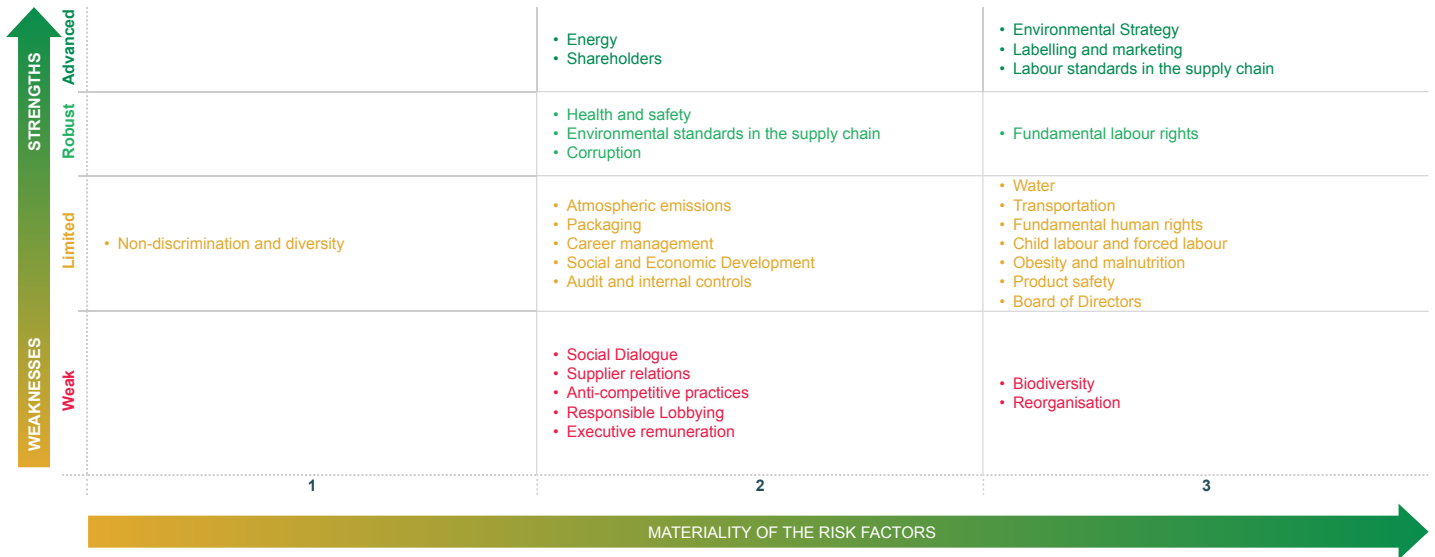 STRENGTHS
WEAKNESSES
Advanced
• Energy
• Shareholders
• Environmental Strategy
• Labelling and marketing
• Labour standards in the supply chain
Robust
• Health and safety
• Environmental standards in the supply chain
• Corruption
• Fundamental labour rights
Limited
• Non-discrimination and diversity
• Atmospheric emissions
• Packaging
• Career management
• Social and Economic Development
• Audit and internal controls
• Water
• Transportation
• Fundamental human rights
• Child labour and forced labour
• Obesity and malnutrition
• Product safety
• Board of Directors
Weak
• Social Dialogue
• Supplier relations
• Anti-competitive practices
• Responsible Lobbying
• Executive remuneration
• Biodiversity
• Reorganisation
1
2
3
MATERIALITY OF THE RISK FACTORS